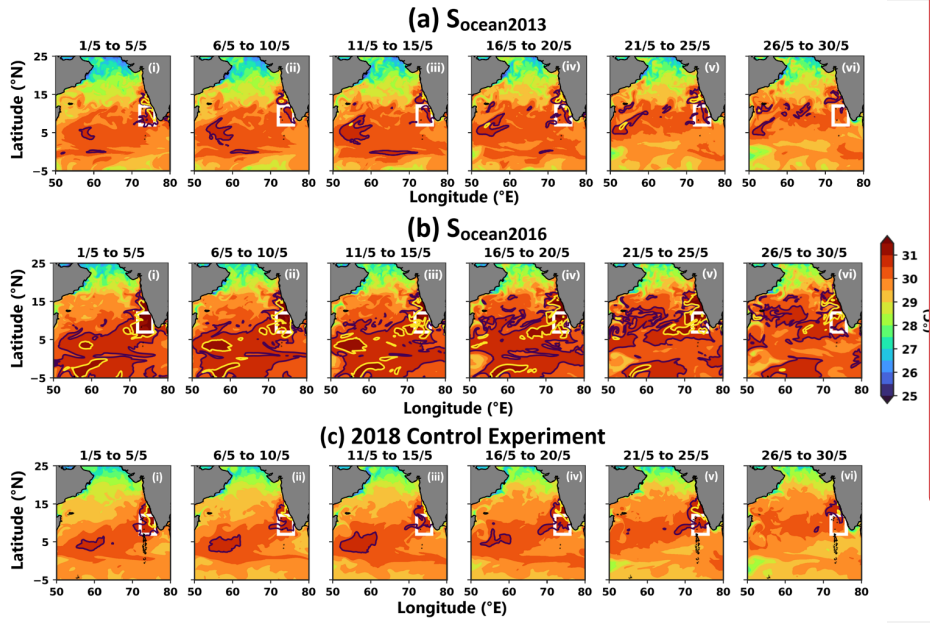 (a) Socean2013
1/5 to 5/5 6/5 to 10/5 11/5 to 15/5 16/5 to 20/5 21/5 to 25/5 26/5 to 30/5
(i) (ii) (iii) (iv) (v) (vi)
Latitude (°N)
25
15
5
−5
50 60 70 80 50 60 70 80 50 60 70 80 50 60 70 80 50 60 70 80 50 60 70 80
Longitude (°E)
(b) Socean2016
1/5 to 5/5 6/5 to 10/5 11/5 to 15/5 16/5 to 20/5 21/5 to 25/5 26/5 to 30/5
(i) (ii) (iii) (iv) (v) (vi)
Latitude (°N)
25
15
5
−5
50 60 70 80 50 60 70 80 50 60 70 80 50 60 70 80 50 60 70 80 50 60 70 80
Longitude (°E)
31
30
29
28
27
26
25
(c) 2018 Control Experiment
1/5 to 5/5 6/5 to 10/5 11/5 to 15/5 16/5 to 20/5 21/5 to 25/5 26/5 to 30/5
(i) (ii) (iii) (iv) (v) (vi)
Latitude (°N)
25
15
5
−5
50 60 70 80 50 60 70 80 50 60 70 80 50 60 70 80 50 60 70 80 50 60 70 80
Longitude (°E)